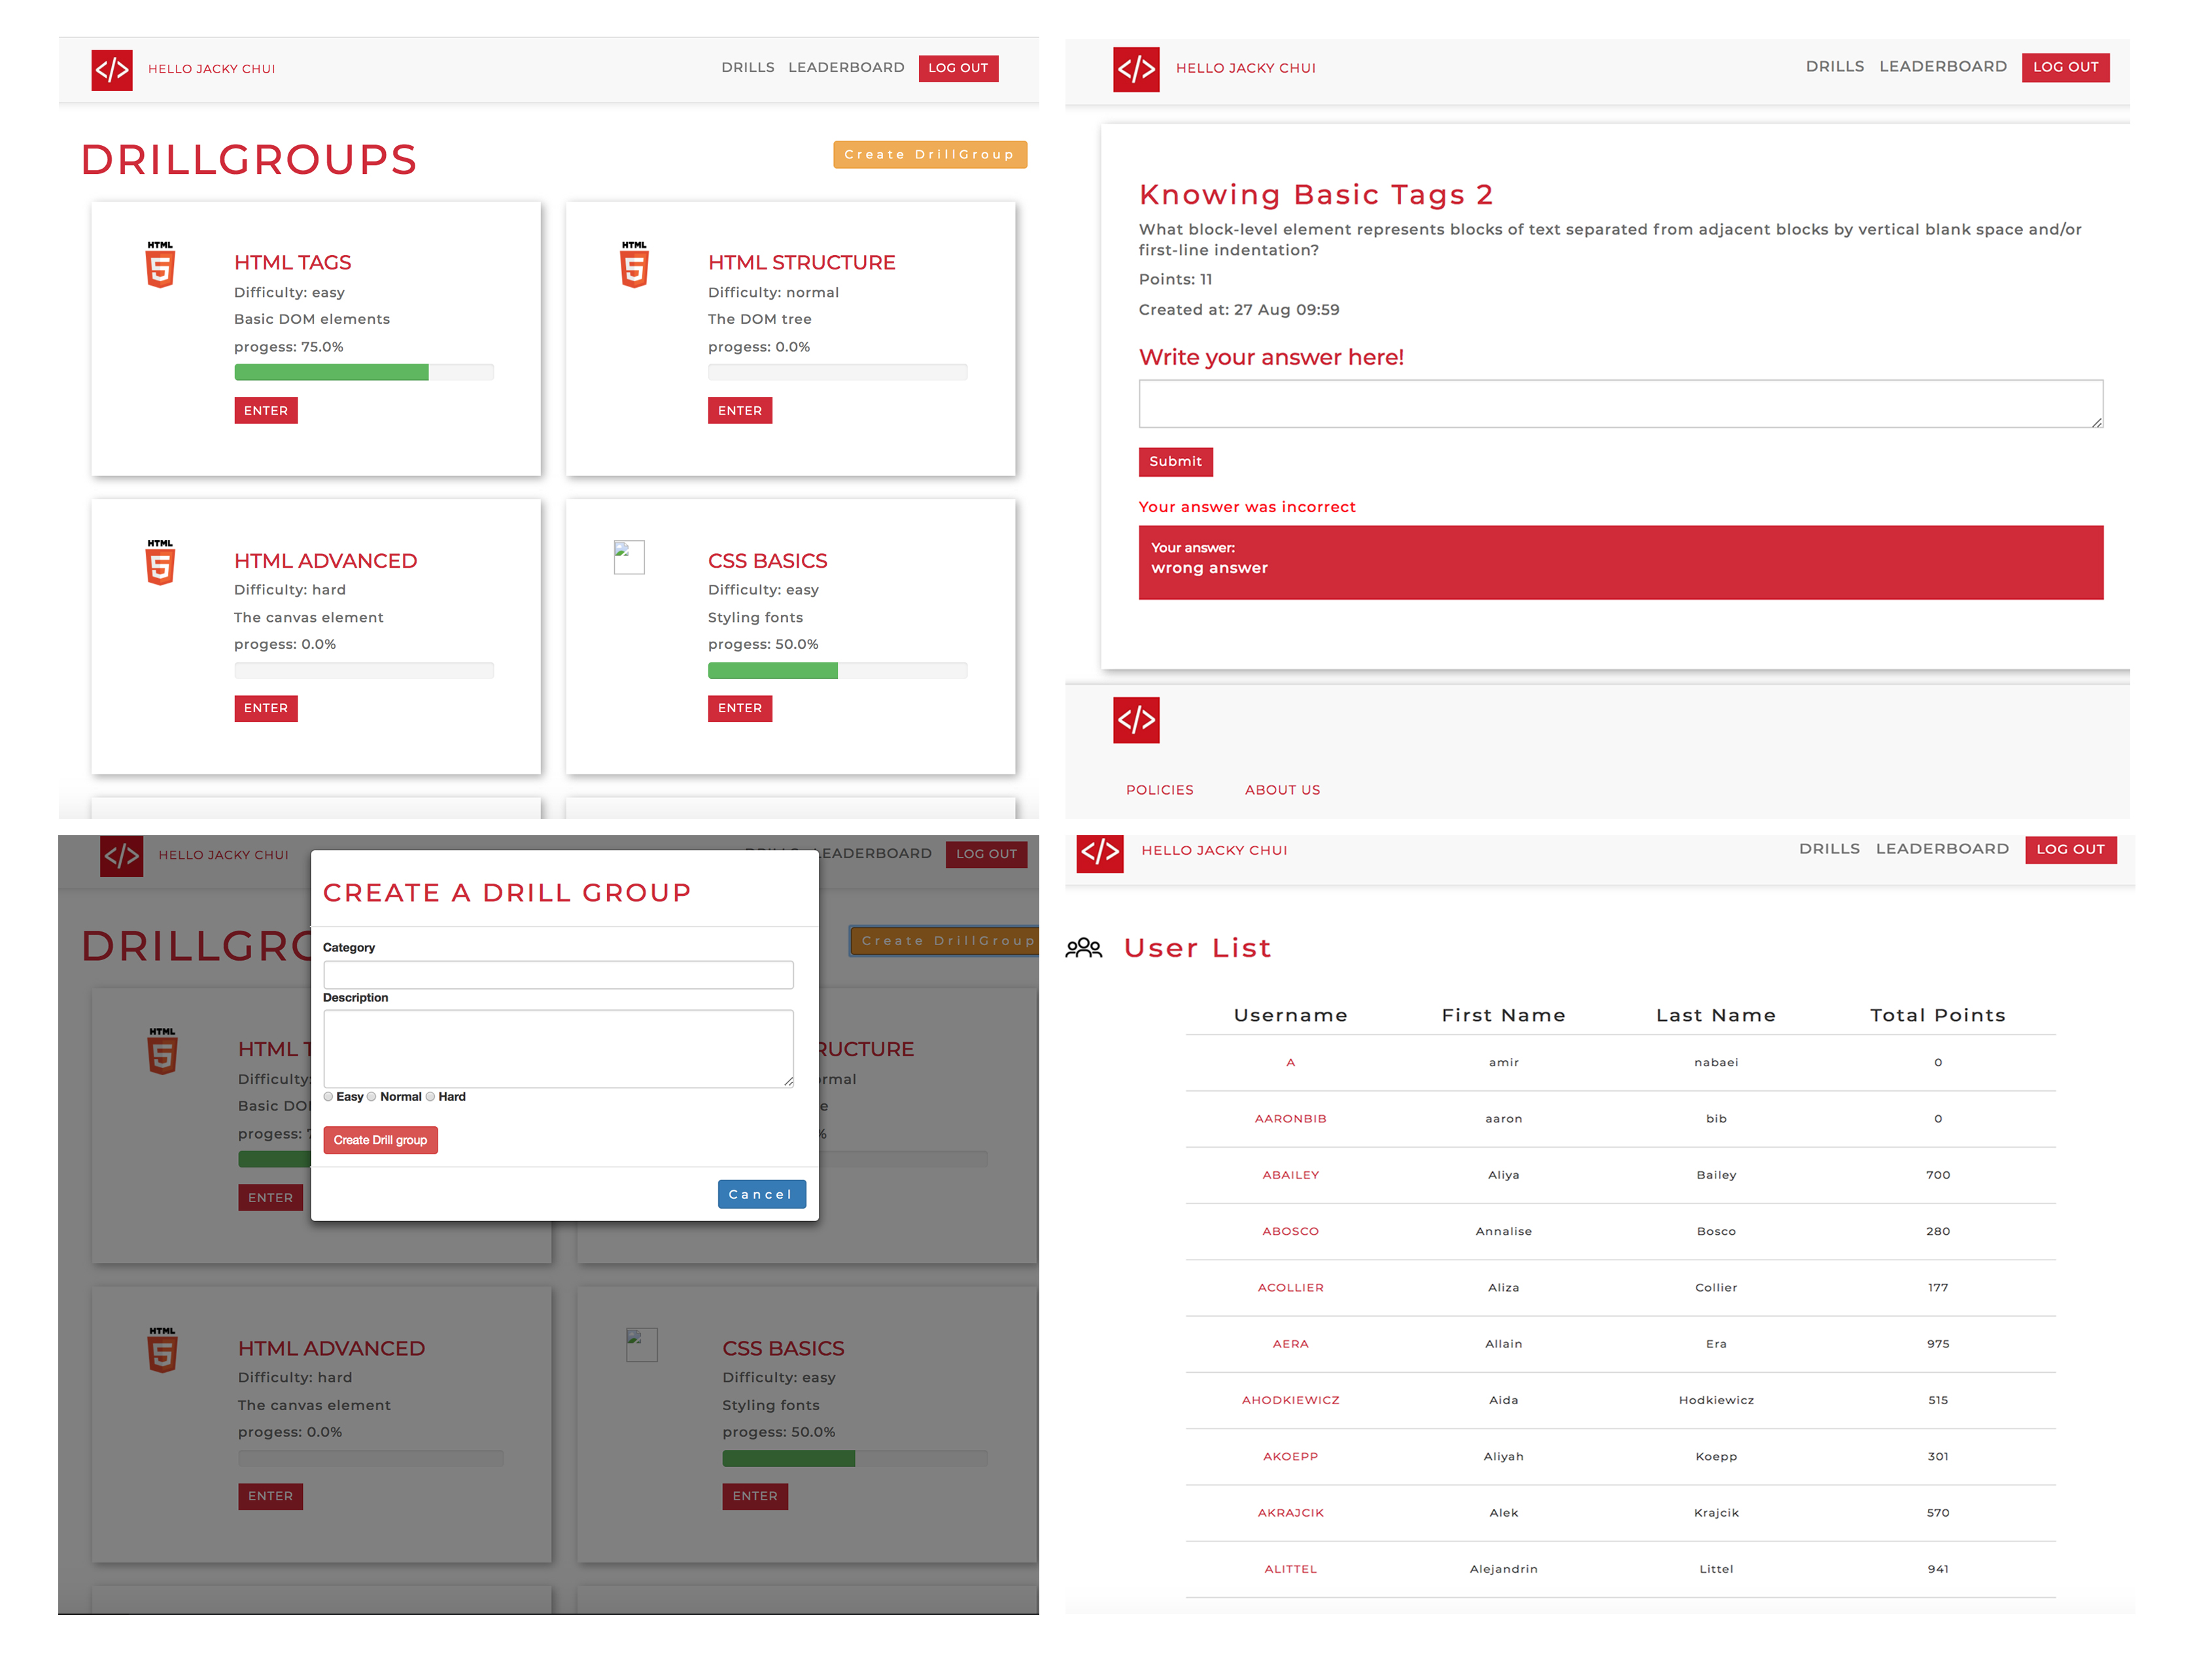 </> HELLO JACKY CHUI DRILLS LEADERBOARD LOG OUT
DRILLGROUPS Create DrillGroup
HTML
5
HTML TAGS
Difficulty: easy
Basic DOM elements
progess: 75.0%
ENTER
HTML
5
HTML STRUCTURE
Difficulty: normal
The DOM tree
progess: 0.0%
ENTER
HTML
5
HTML ADVANCED
Difficulty: hard
The canvas element
progess: 0.0%
ENTER
CSS BASICS
Difficulty: easy
Styling fonts
progess: 50.0%
ENTER
</> HELLO JACKY CHUI DRILLS LEADERBOARD LOG OUT
Knowing Basic Tags 2
What block-level element represents blocks of text separated from adjacent blocks by vertical blank space and/or
first-line indentation?
Points: 11
Created at: 27 Aug 09:59
Write your answer here!
Submit
Your answer was incorrect
Your answer:
wrong answer
</>
POLICIES ABOUT US
</> HELLO JACKY CHUI LEADERBOARD LOG OUT
DRILLGRO Create DrillGroup
CREATE A DRILL GROUP
Category
Description
Easy Normal Hard
Create Drill group
Cancel
HTML
5
HTML T
Difficulty:
Basic DO
progess: 7
ENTER
RUCTURE
rmal
e
%
HTML
5
HTML ADVANCED
Difficulty: hard
The canvas element
progess: 0.0%
ENTER
CSS BASICS
Difficulty: easy
Styling fonts
progess: 50.0%
ENTER
</> HELLO JACKY CHUI DRILLS LEADERBOARD LOG OUT
User List
Username First Name Last Name Total Points
A amir nabaei 0
AARONBIB aaron bib 0
ABAILEY Aliya Bailey 700
ABOSCO Annalise Bosco 280
ACOLLIER Aliza Collier 177
AERA Allain Era 975
AHODKIEWICZ Aida Hodkiewicz 515
AKOEPP Aliyah Koepp 301
AKRAJCIK Alek Krajcik 570
ALITTEL Alejandrin Littel 941